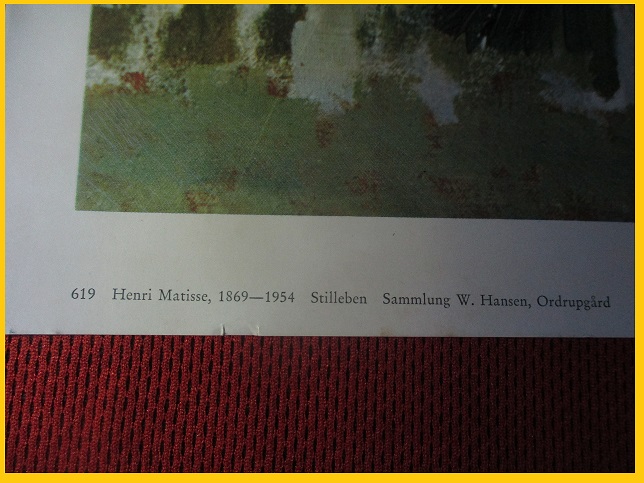 619 Henri Matisse, 1869—1954 Stilleben Sammlung W. Hansen, Ordrupgård